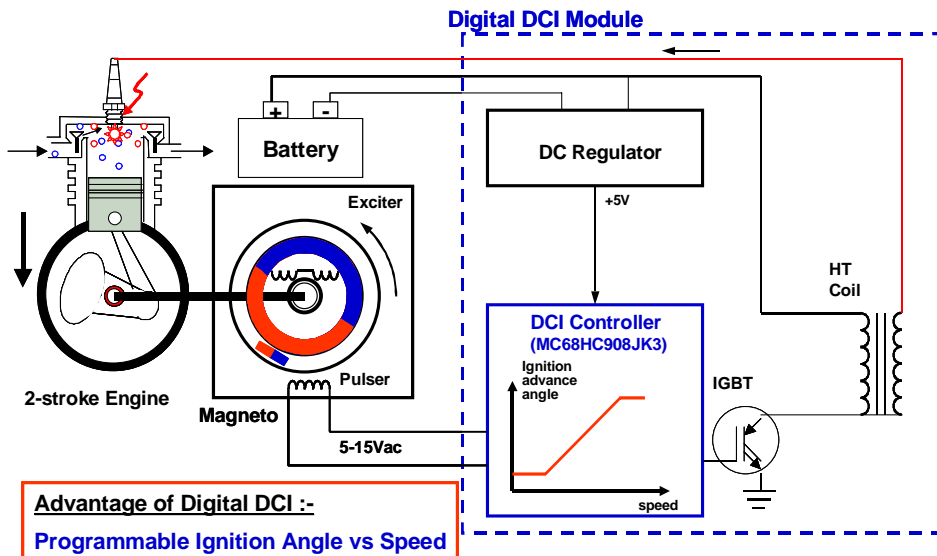 Digital DCI Module
+ -
Battery
DC Regulator
+5V
Exciter
HT
Coil
DCI Controller
(MC68HC908JK3)
Ignition
advance
angle
IGBT
Pulser
2-stroke Engine
Magneto
5-15Vac
speed
Advantage of Digital DCI :-
Programmable Ignition Angle vs Speed